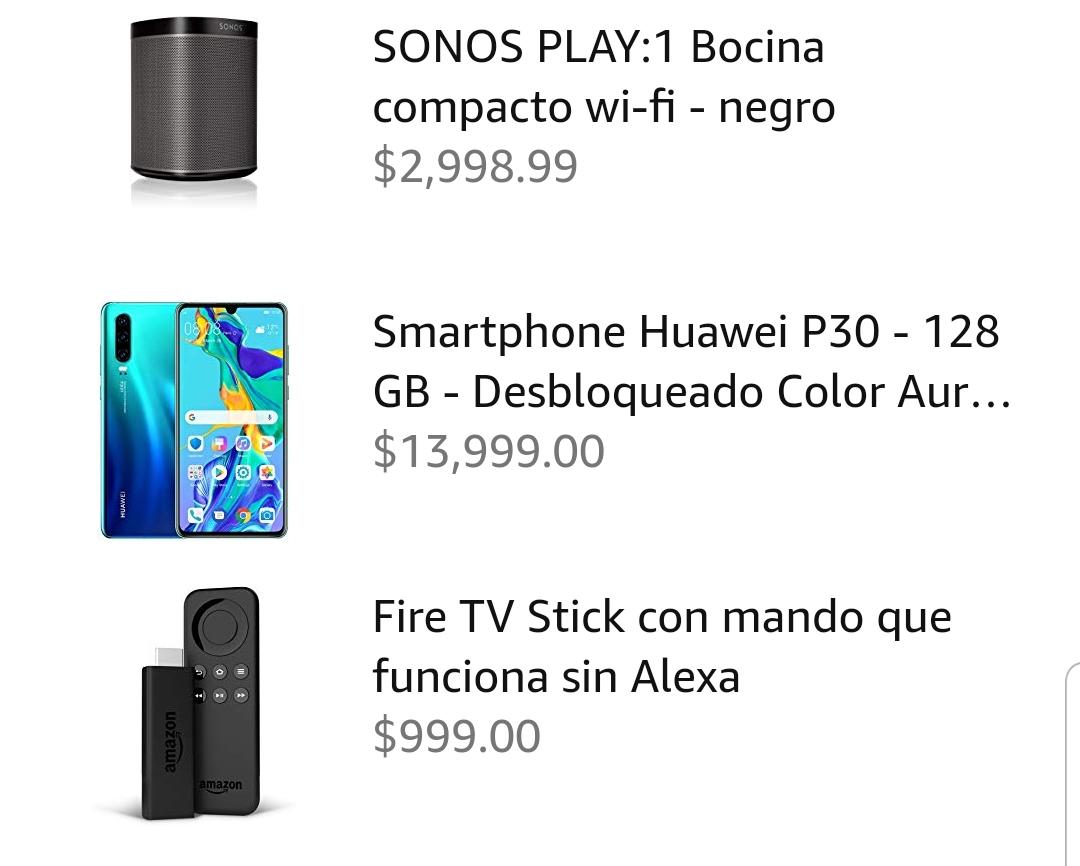 SONOS
SONOS PLAY:1 Bocina
compacto wi-fi - negro
$2,998.99
08:08
HUAWEI
Smartphone Huawei P30 - 128
GB - Desbloqueado Color Aur...
$13,999.00
amazon
amazon
Fire TV Stick con mando que
funciona sin Alexa
$999.00